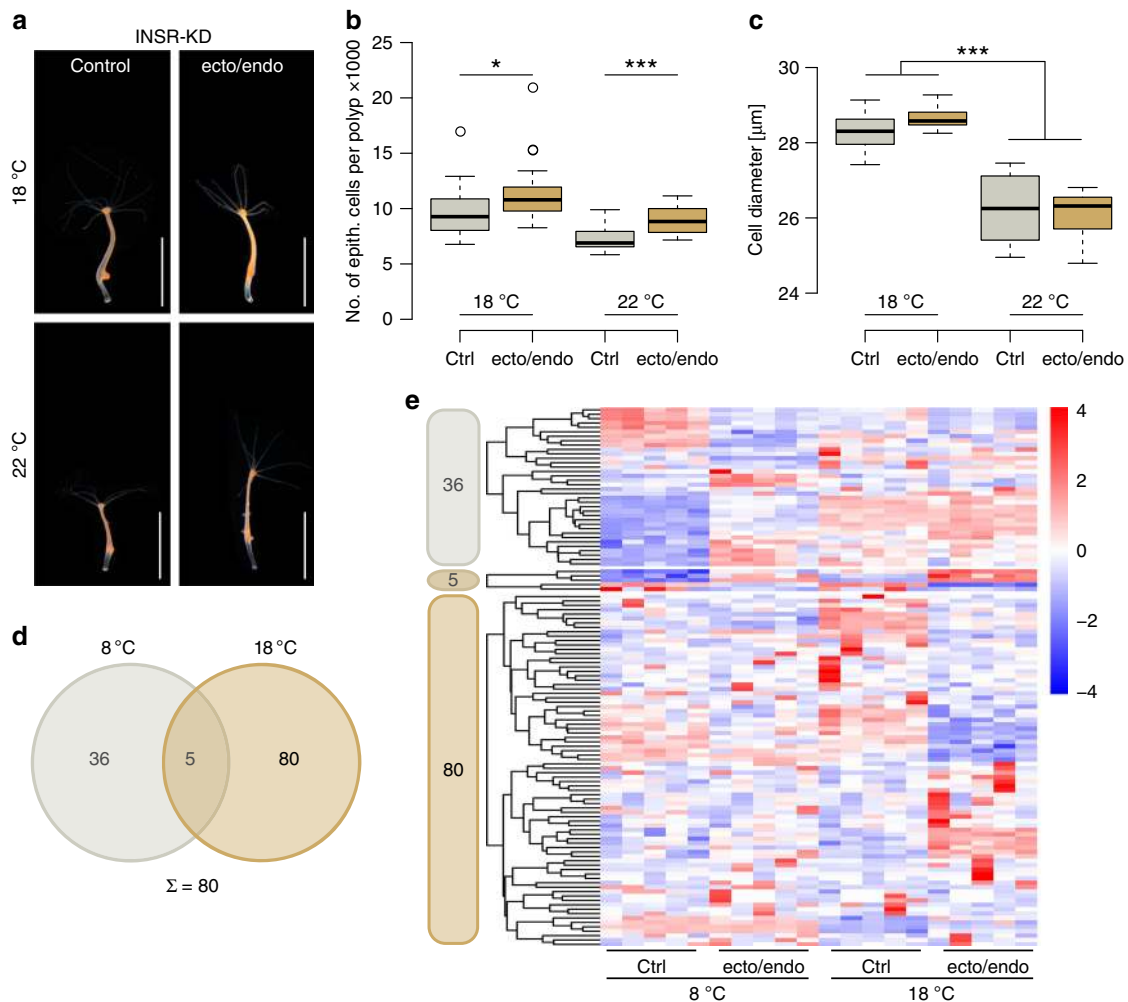 a
INSR-KD
Control
ecto/endo
18 °C
22 °C
b
No. of epith. cells per polyp ×1000
25
20
15
10
5
0
*
***
18 °C
22 °C
Ctrl
ecto/endo
Ctrl
ecto/endo
c
Cell diameter [µm]
30
28
26
24
***
18 °C
22 °C
Ctrl
ecto/endo
Ctrl
ecto/endo
d
8 °C
18 °C
36
5
80
Σ = 80
e
36
5
80
4
2
0
−2
−4
Ctrl
ecto/endo
Ctrl
ecto/endo
8 °C
18 °C